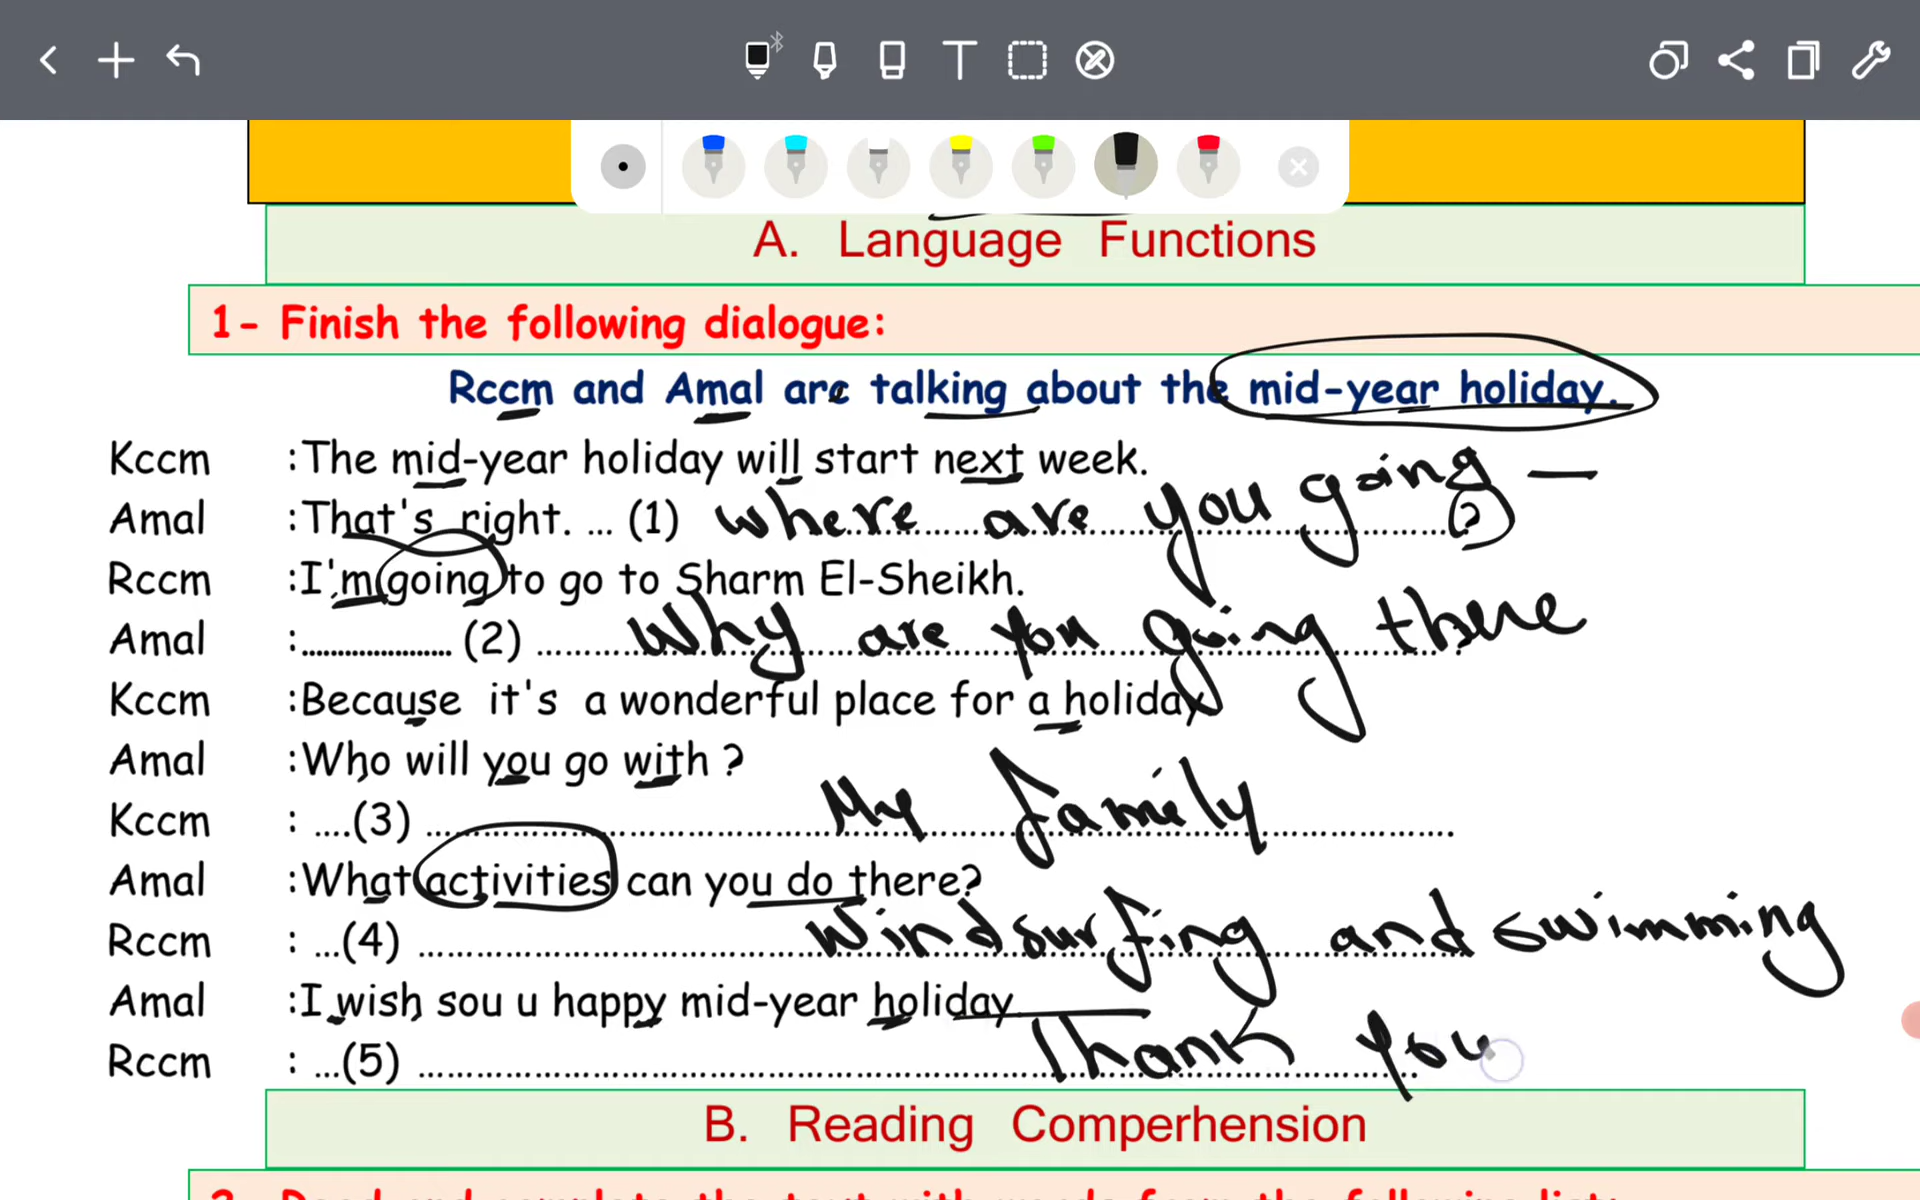 A. Language Functions
1- Finish the following dialogue:
Rccm and Amal are talking about the mid-year holiday.
Kccm :The mid-year holiday will start next week.
Amal :That's right. ... (1) where are you going — (?)
Rccm :I'm going to go to Sharm El-Sheikh.
Amal :..................... (2) ...... why are you going there
Kccm :Because it's a wonderful place for a holiday
Amal :Who will you go with ?
Kccm : ....(3) ...... My family
Amal :What activities can you do there?
Rccm : ...(4) ...... windsurfing and swimming
Amal :I wish sou u happy mid-year holiday
Rccm : ...(5) ...... Thank you
B. Reading Comperhension